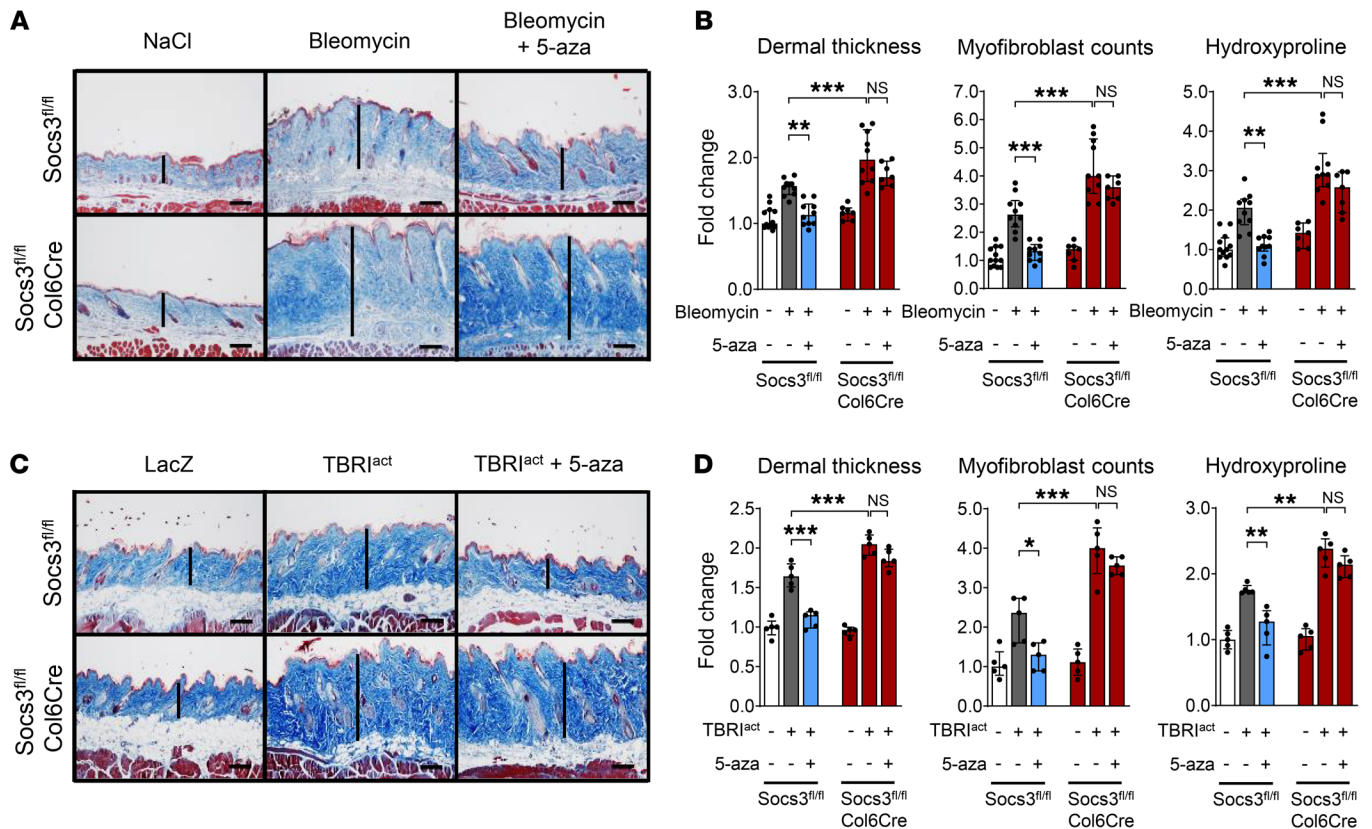 A
NaCl
Bleomycin
Bleomycin
+ 5-aza
Socs3fl/fl
Socs3fl/fl
Col6Cre
B
Dermal thickness
Myofibroblast counts
Hydroxyproline
Fold change
3.0
2.0
1.0
0.0
*** NS
**
7.0
6.0
5.0
4.0
3.0
2.0
1.0
0.0
*** NS
***
5.0
4.0
3.0
2.0
1.0
0.0
*** NS
**
Bleomycin - + + - + +
5-aza - - + - - +
Socs3fl/fl
Socs3fl/fl
Col6Cre
Bleomycin - + + - + +
5-aza - - + - - +
Socs3fl/fl
Socs3fl/fl
Col6Cre
Bleomycin - + + - + +
5-aza - - + - - +
Socs3fl/fl
Socs3fl/fl
Col6Cre
C
LacZ
TBRIact
TBRIact + 5-aza
Socs3fl/fl
Socs3fl/fl
Col6Cre
D
Dermal thickness
Myofibroblast counts
Hydroxyproline
Fold change
2.5
2.0
1.5
1.0
0.5
0.0
*** NS
***
5.0
4.0
3.0
2.0
1.0
0.0
*** NS
*
3.0
2.0
1.0
0.0
** NS
**
TBRIact - + + - + +
5-aza - - + - - +
Socs3fl/fl
Socs3fl/fl
Col6Cre
TBRIact - + + - + +
5-aza - - + - - +
Socs3fl/fl
Socs3fl/fl
Col6Cre
TBRIact - + + - + +
5-aza - - + - - +
Socs3fl/fl
Socs3fl/fl
Col6Cre